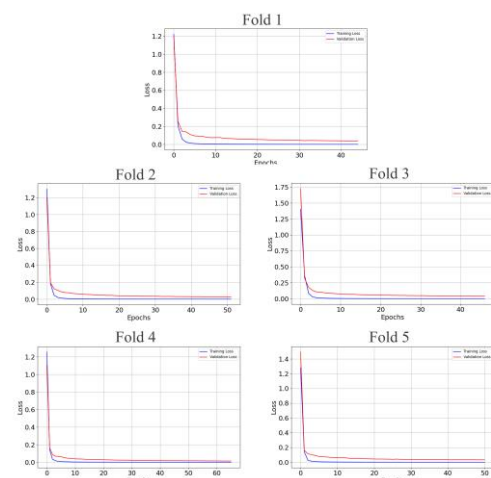 Fold 1
Training Loss
Validation Loss
Loss
1.2
1.0
0.8
0.6
0.4
0.2
0.0
0 10 20 30 40
Epochs
Fold 2
Training Loss
Validation Loss
Loss
1.2
1.0
0.8
0.6
0.4
0.2
0.0
0 10 20 30 40 50
Epochs
Fold 3
Training Loss
Validation Loss
Loss
1.75
1.50
1.25
1.00
0.75
0.50
0.25
0.00
0 10 20 30 40
Epochs
Fold 4
Training Loss
Validation Loss
Loss
1.2
1.0
0.8
0.6
0.4
0.2
0.0
0 10 20 30 40 50 60
Fold 5
Training Loss
Validation Loss
Loss
1.4
1.2
1.0
0.8
0.6
0.4
0.2
0.0
0 10 20 30 40 50